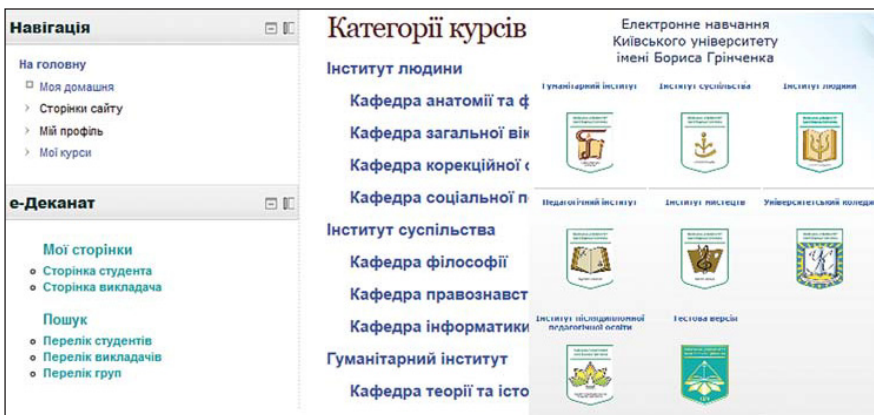 Навігація
На головну
Моя домашня
Сторінки сайту
Мій профіль
Мої курси
е-Деканат
Мої сторінки
Сторінка студента
Сторінка викладача
Пошук
Перелік студентів
Перелік викладачів
Перелік груп
Категорії курсів
Інститут людини
Кафедра анатомії та ф
Кафедра загальної вік
Кафедра корекційної
Кафедра соціальної п
Інститут суспільства
Кафедра філософії
Кафедра правознавст
Кафедра інформатики
Гуманітарний інститут
Кафедра теорії та істо
Електронне навчання
Київського університету
імені Бориса Грінченка
Гуманітарний інститут
Інститут суспільства
Інститут людини
Педагогічний інститут
Інститут мистецтв
Університетський коледж
Інститут післядипломної
педагогічної освіти
Тестова версія